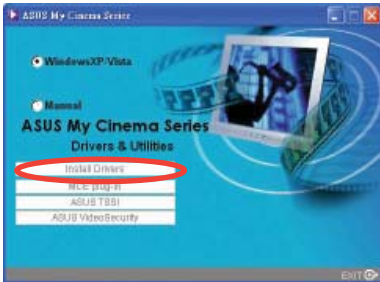 ASUS My Cinema Series
WindowsXP/Vista
Manual
ASUS My Cinema Series
Drivers & Utilities
Install Drivers
MCE plug-in
ASUS TSSI
ASUS VideoSecurity
EXIT